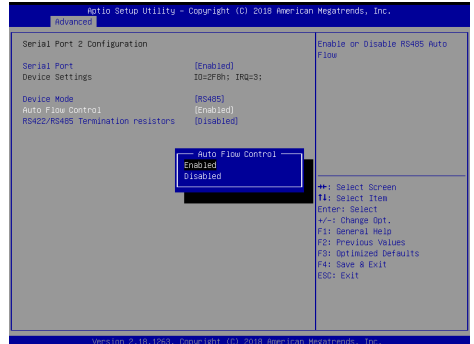 Aptio Setup Utility – Copyright (C) 2018 American Megatrends, Inc.
Advanced
Serial Port 2 Configuration
Serial Port [Enabled]
Device Settings IO=2F8h; IRQ=3;
Device Mode [RS485]
Auto Flow Control [Enabled]
RS422/RS485 Termination resistors [Disabled]
Auto Flow Control
Enabled
Disabled
Enable or Disable RS485 Auto
Flow
→←: Select Screen
↑↓: Select Item
Enter: Select
+/-: Change Opt.
F1: General Help
F2: Previous Values
F3: Optimized Defaults
F4: Save & Exit
ESC: Exit
Version 2.18.1263. Copyright (C) 2018 American Megatrends, Inc.